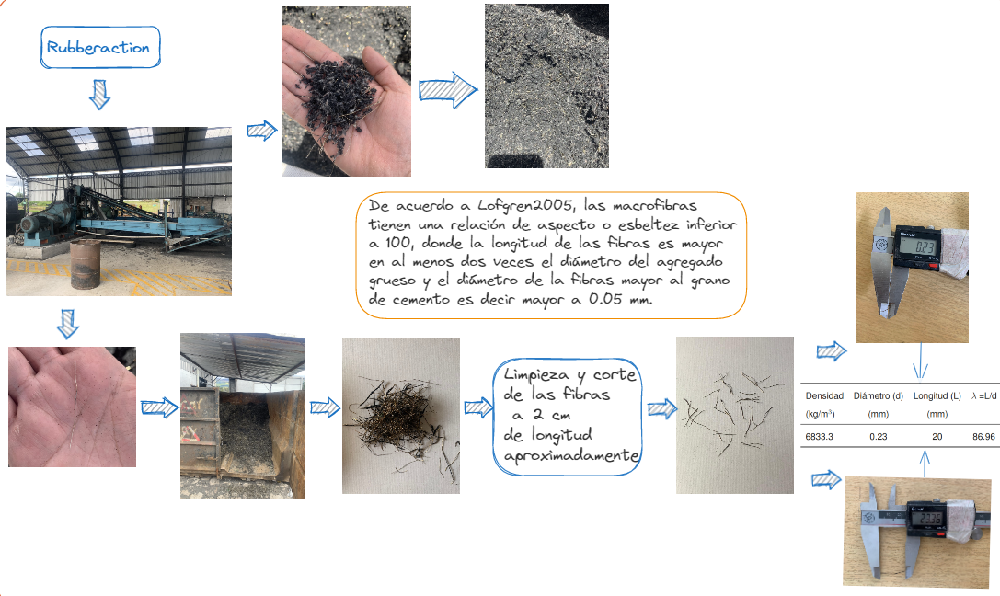 Rubberaction
De acuerdo a Lofgren2005, las macrofibras
tienen una relación de aspecto o esbeltez inferior
a 100, donde la longitud de las fibras es mayor
en al menos dos veces el diámetro del agregado
grueso y el diámetro de la fibras mayor al grano
de cemento es decir mayor a 0.05 mm.
0.23
Limpieza y corte
de las fibras
a 2 cm
de longitud
aproximadamente
Densidad Diámetro (d) Longitud (L) λ =L/d
(kg/m³) (mm) (mm)
6833.3 0.23 20 86.96